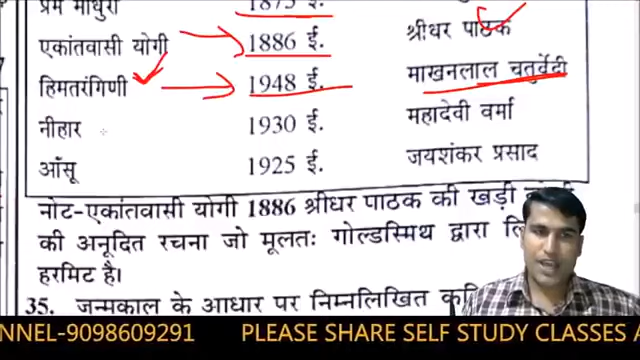 प्रेम माधुरी 1875 ई.
एकांतवासी योगी 1886 ई. श्रीधर पाठक
हिमतरंगिणी 1948 ई. माखनलाल चतुर्वेदी
नीहार 1930 ई. महादेवी वर्मा
आँसू 1925 ई. जयशंकर प्रसाद
नोट-एकांतवासी योगी 1886 श्रीधर पाठक की खड़ी
की अनूदित रचना जो मूलतः गोल्डस्मिथ द्वारा
हरमिट है।
35. जन्मकाल के आधार पर निम्नलिखित
NNEL-9098609291 PLEASE SHARE SELF STUDY CLASSES A